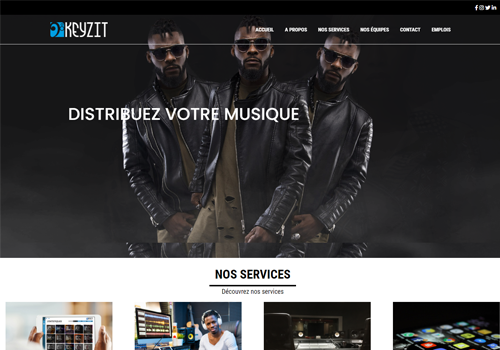 KEYZIT
ACCUEIL A PROPOS NOS SERVICES NOS ÉQUIPES CONTACT EMPLOIS
DISTRIBUEZ VOTRE MUSIQUE
NOS SERVICES
Découvrez nos services